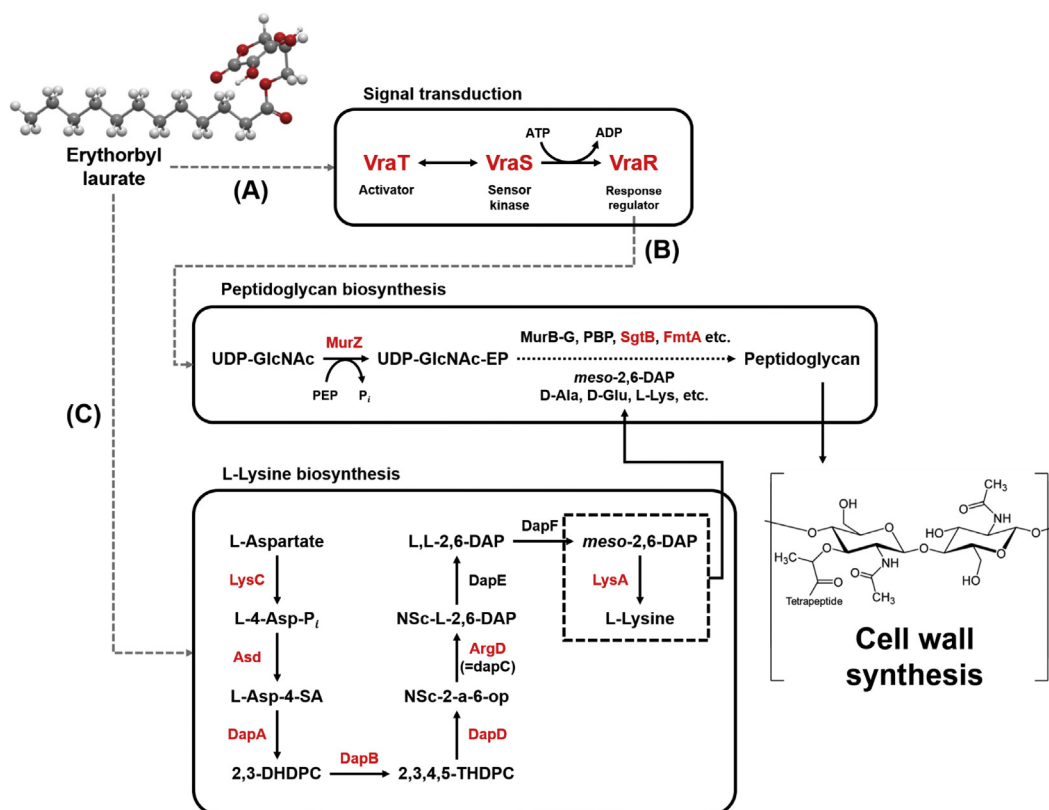 Erythorbyl
laurate
(A)
Signal transduction
ATP
ADP
VraT
VraS
VraR
Activator
Sensor
kinase
Response
regulator
(B)
Peptidoglycan biosynthesis
MurZ
MurB-G, PBP, SgtB, FmtA etc.
UDP-GlcNAc
UDP-GlcNAc-EP
Peptidoglycan
PEP
Pi
meso-2,6-DAP
D-Ala, D-Glu, L-Lys, etc.
(C)
L-Lysine biosynthesis
L-Aspartate
LysC
L-4-Asp-Pi
Asd
L-Asp-4-SA
DapA
2,3-DHDPC
DapB
2,3,4,5-THDPC
DapD
NSc-2-a-6-op
ArgD
(=dapC)
NSc-L-2,6-DAP
DapE
L,L-2,6-DAP
DapF
meso-2,6-DAP
LysA
L-Lysine
OH
O
O
H3C
O
O
Tetrapeptide
NH
O
CH3
O
CH3
O
NH
HO
O
O
HO
Cell wall
synthesis